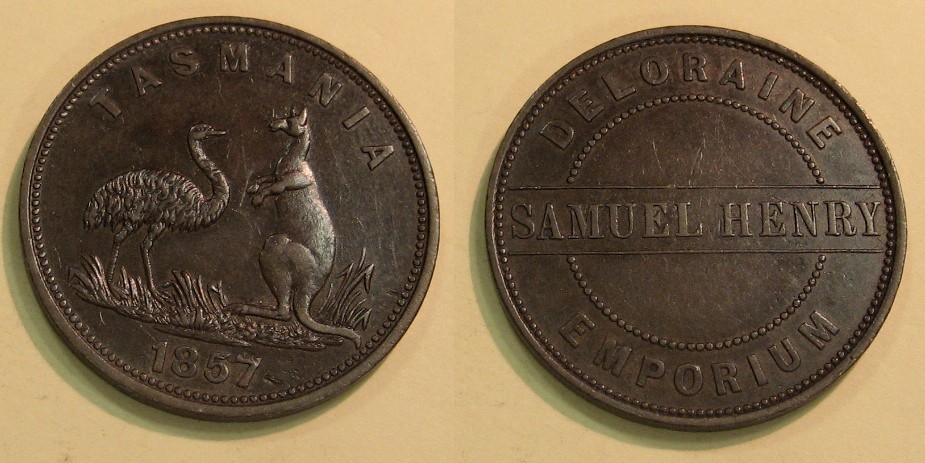 TASMANIA
1857
DELORAINE
SAMUEL HENRY
EMPORIUM